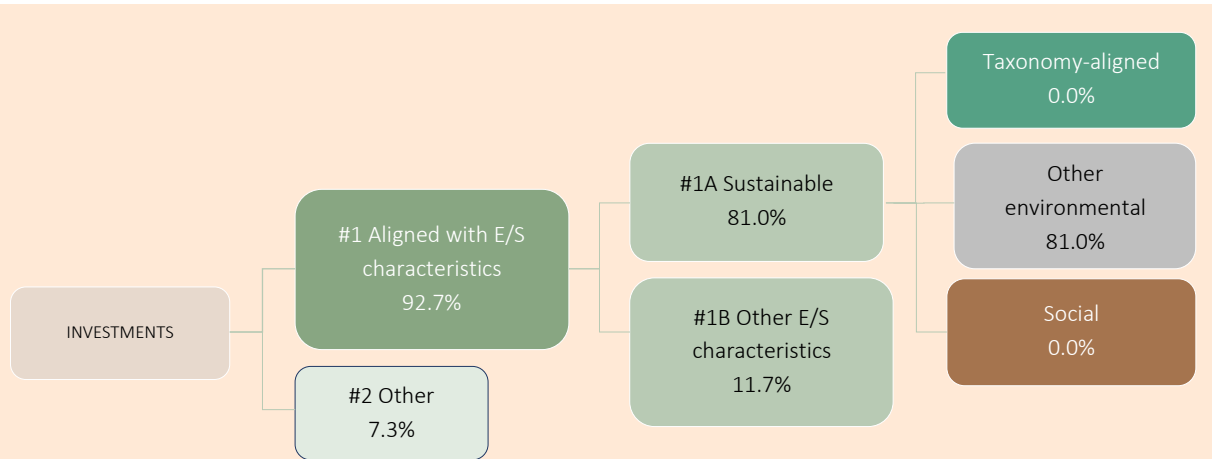 INVESTMENTS
#1 Aligned with E/S
characteristics
92.7%
#2 Other
7.3%
#1A Sustainable
81.0%
#1B Other E/S
characteristics
11.7%
Taxonomy-aligned
0.0%
Other
environmental
81.0%
Social
0.0%